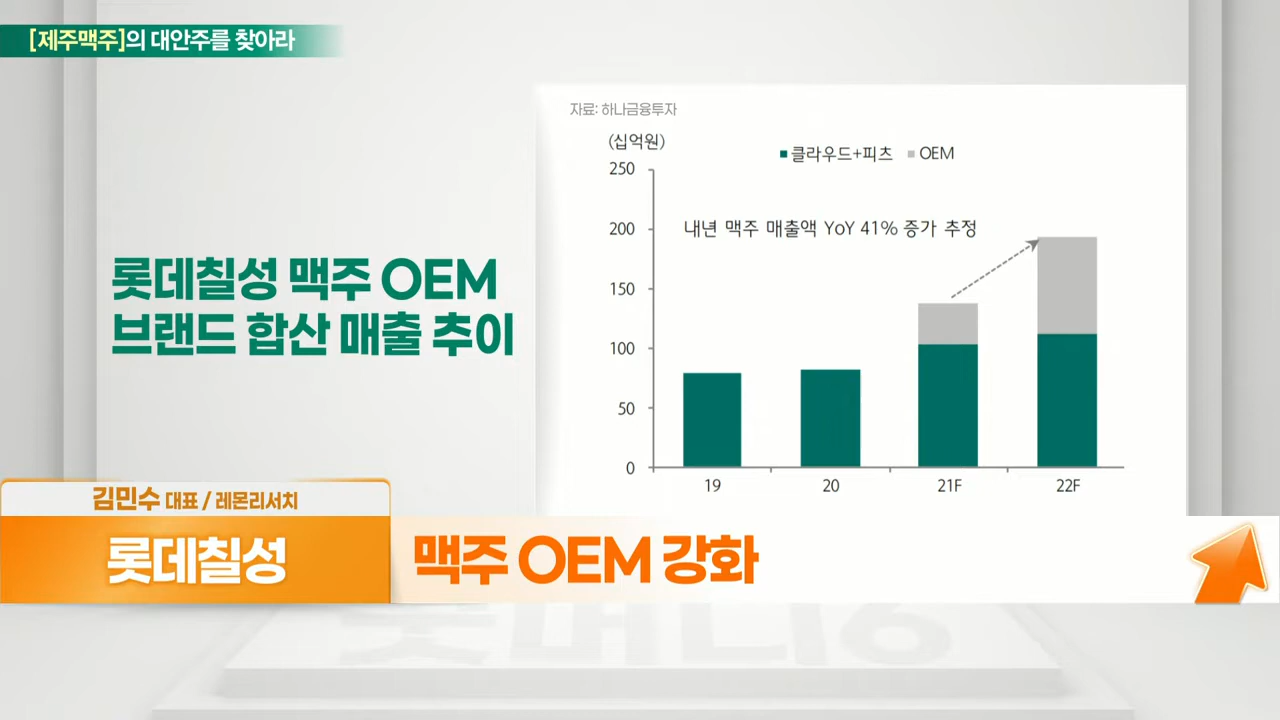 [제주맥주]의 대안주를 찾아라
자료: 하나금융투자
(십억원)
클라우드+피츠 OEM
250
200
150
100
50
0
내년 맥주 매출액 YoY 41% 증가 추정
19 20 21F 22F
롯데칠성 맥주 OEM
브랜드 합산 매출 추이
김민수 대표 / 레몬리서치
롯데칠성
맥주 OEM 강화